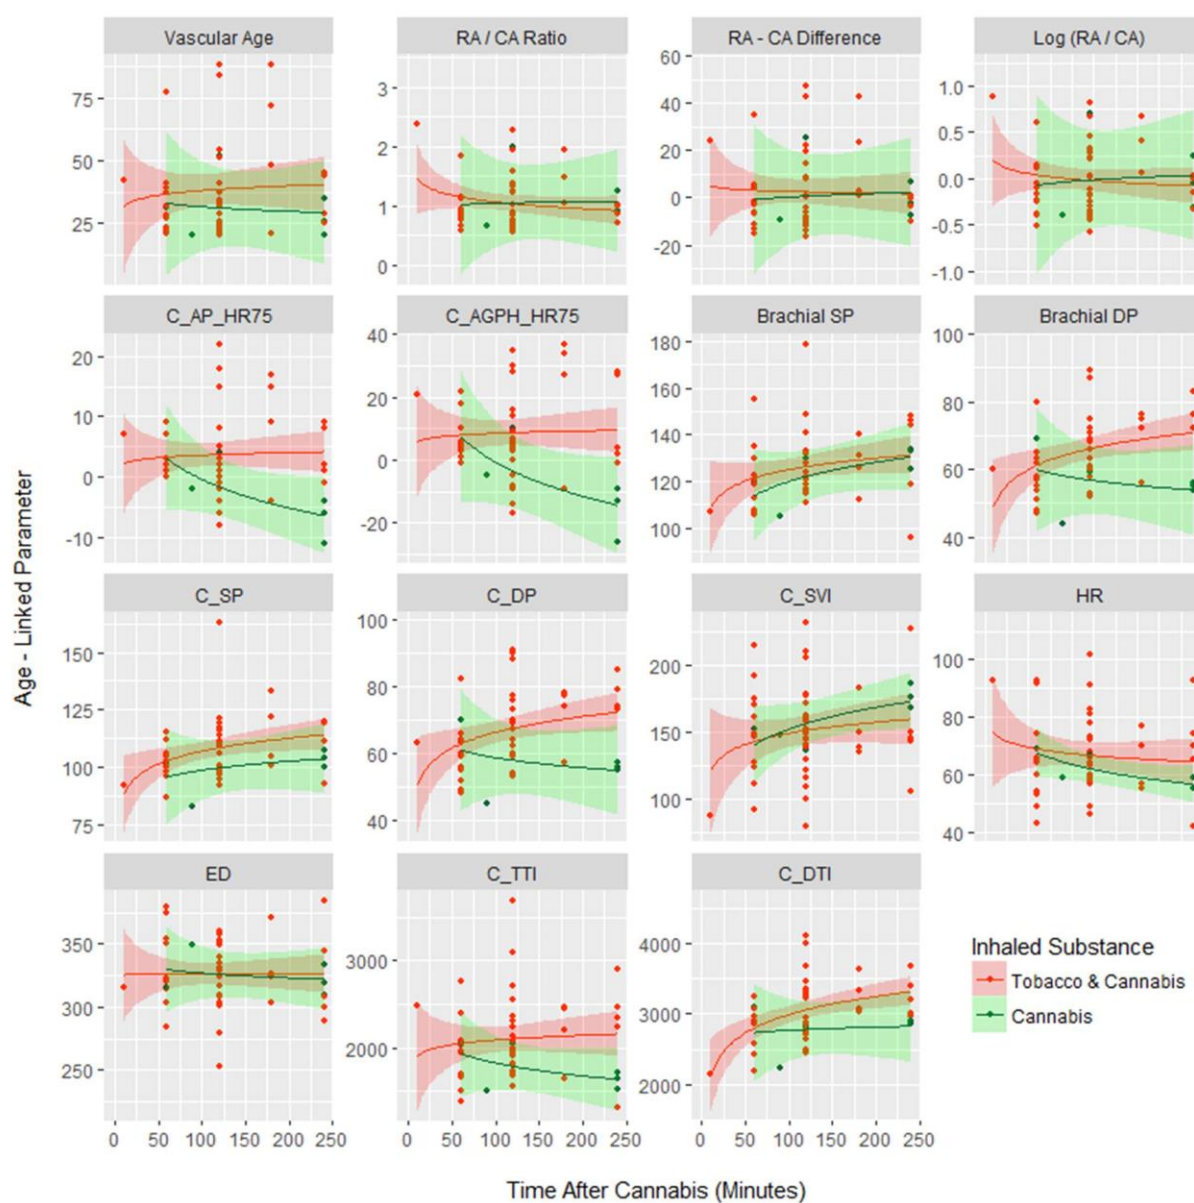 Vascular Age
RA / CA Ratio
RA - CA Difference
Log (RA / CA)
75
50
25
3
2
1
0
60
40
20
0
-20
1.0
0.5
0.0
-0.5
-1.0
C_AP_HR75
C_AGPH_HR75
Brachial SP
Brachial DP
20
10
0
-10
40
20
0
-20
180
160
140
120
100
100
80
60
40
C_SP
C_DP
C_SVI
HR
150
125
100
75
100
80
60
40
200
150
100
100
80
60
40
ED
C_TTI
C_DTI
350
300
250
3000
2000
4000
3000
2000
0 50 100 150 200 250
0 50 100 150 200 250
0 50 100 150 200 250
Age - Linked Parameter
Time After Cannabis (Minutes)
Inhaled Substance
Tobacco & Cannabis
Cannabis